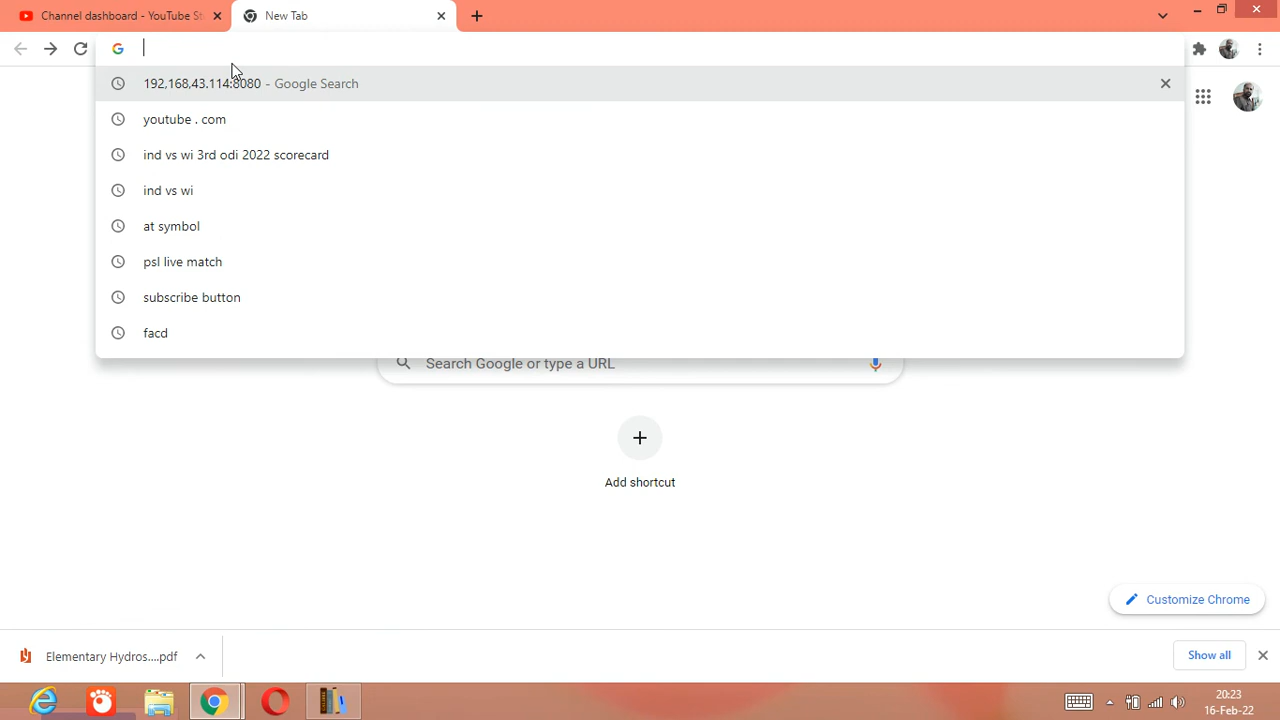 Channel dashboard - YouTube St
New Tab
192,168,43.114:8080 - Google Search
youtube . com
ind vs wi 3rd odi 2022 scorecard
ind vs wi
at symbol
psl live match
subscribe button
facd
Search Google or type a URL
Add shortcut
Customize Chrome
Elementary Hydros....pdf
Show all
20:23
16-Feb-22